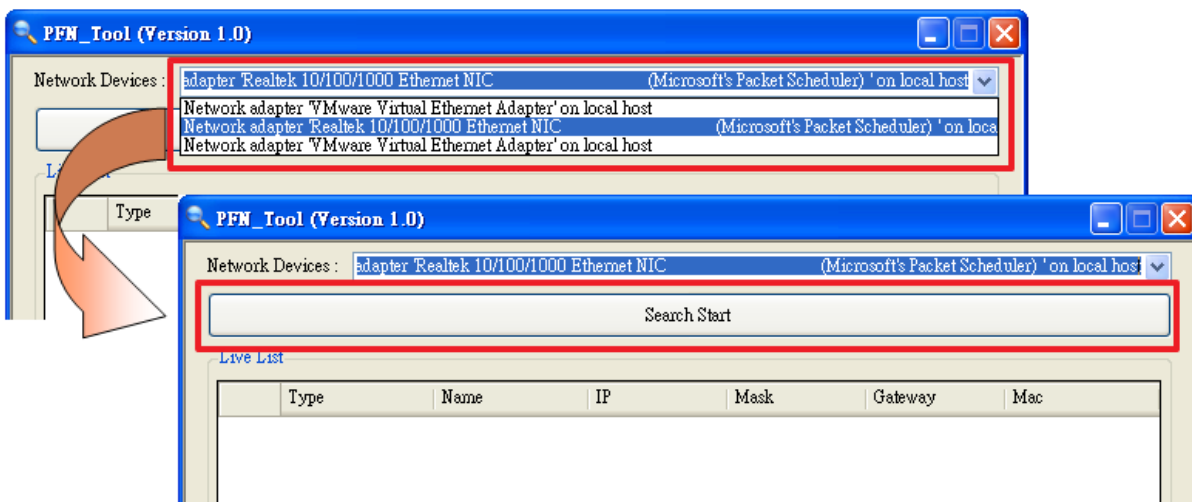 PFN_Tool (Version 1.0)
Network Devices : adapter 'Realtek 10/100/1000 Ethernet NIC (Microsoft's Packet Scheduler) ' on local host
Network adapter 'VMware Virtual Ethernet Adapter' on local host
Network adapter 'Realtek 10/100/1000 Ethernet NIC (Microsoft's Packet Scheduler) ' on loca
Network adapter 'VMware Virtual Ethernet Adapter' on local host
Type
PFN_Tool (Version 1.0)
Network Devices : adapter 'Realtek 10/100/1000 Ethernet NIC (Microsoft's Packet Scheduler) ' on local host
Search Start
Live List
Type Name IP Mask Gateway Mac